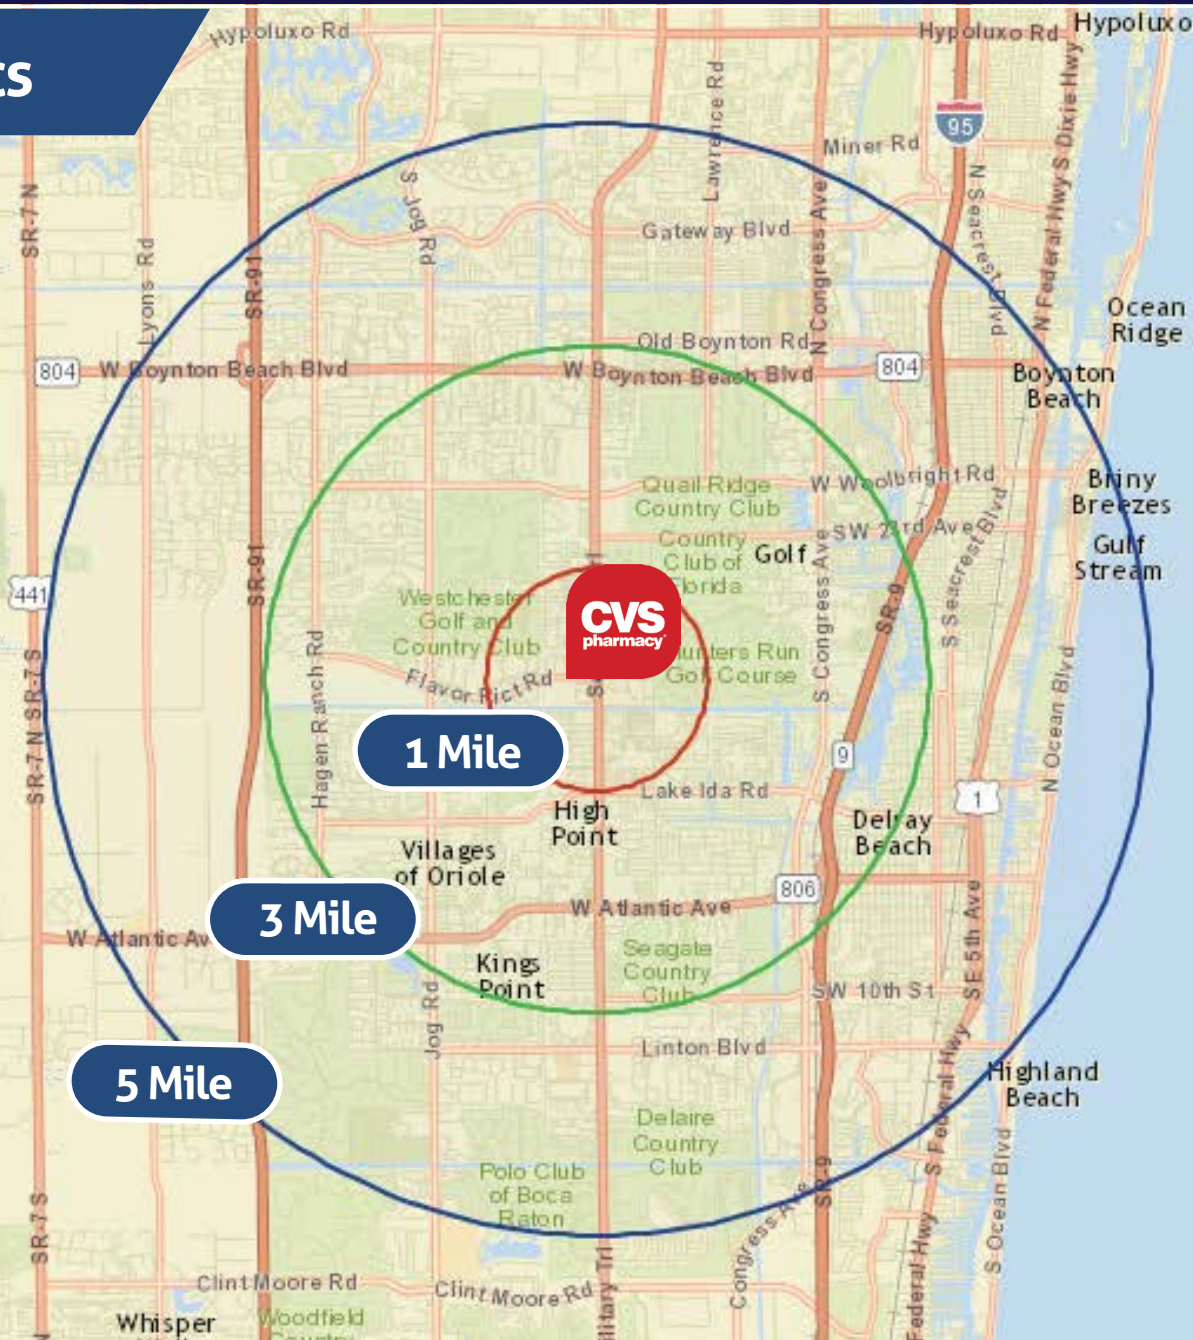 Hypoluxo Rd
Hypoluxo Rd
Hypoluxo
cs
95
Lawrence Rd
Miner Rd
N Federal Hwy
S Dixie Hwy
SR-7 N
S Jog Rd
N Seacrest Blvd
Gateway Blvd
N Congress Ave
Lyons Rd
SR-91
Ocean
Ridge
Old Boynton Rd
804
W Boynton Beach Blvd
W Boynton Beach Blvd
804
Boynton
Beach
Quail Ridge
Country Club
W Woolbright Rd
Briny
Breezes
SW 23rd Ave
Country
Club of
Florida
Golf
Gulf
Stream
SR-91
441
Westchester
Golf and
Country Club
CVS
pharmacy
S Congress Ave
SR-9
S Seacrest Blvd
Hunters Run
Golf Course
Hagen Ranch Rd
SR-7 N SR-7 S
N Ocean Blvd
1 Mile
9
Lake Ida Rd
1
High
Point
Delray
Beach
Villages
of Oriole
806
3 Mile
W Atlantic Ave
W Atlantic Av
SE 5th Ave
Seagate
Country
Club
Kings
Point
SW 10th St
Jog Rd
Linton Blvd
5 Mile
Highland
Beach
S Federal Hwy
Delaire
Country
Club
Polo Club
of Boca
Raton
SR-9
Congress Ave
S Ocean Blvd
SR-7 S
Federal Hwy
Clint Moore Rd
Clint Moore Rd
litary Trl
Whisper
Woodfield
Country